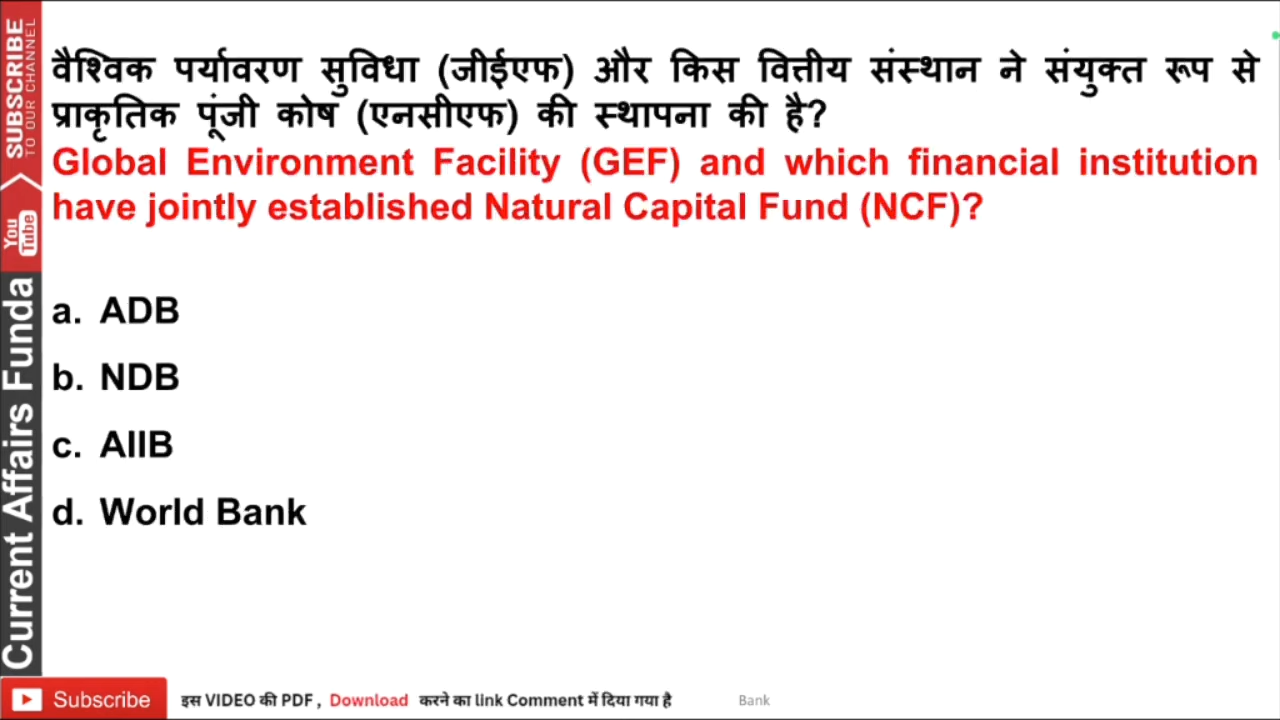 वैश्विक पर्यावरण सुविधा (जीईएफ) और किस वित्तीय संस्थान ने संयुक्त रूप से
प्राकृतिक पूंजी कोष (एनसीएफ) की स्थापना की है?
Global Environment Facility (GEF) and which financial institution
have jointly established Natural Capital Fund (NCF)?
a. ADB
b. NDB
c. AIIB
d. World Bank
SUBSCRIBE
TO OUR CHANNEL
You
Tube
Current Affairs Funda
Subscribe इस VIDEO की PDF , Download करने का link Comment में दिया गया है Bank